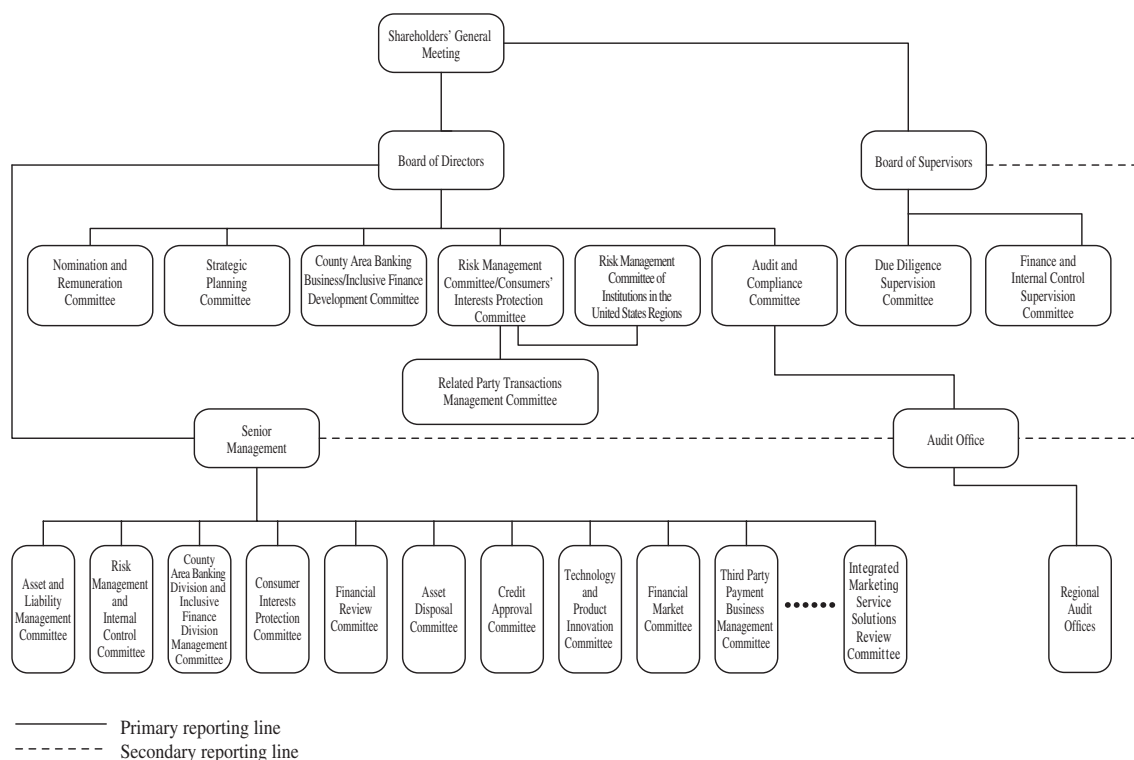 Shareholders' General
Meeting
Board of Directors
Board of Supervisors
Nomination and
Remuneration
Committee
Strategic
Planning
Committee
County Area Banking
Business/Inclusive Finance
Development Committee
Risk Management
Committee/Consumers'
Interests Protection
Committee
Risk Management
Committee of
Institutions in the
United States Regions
Audit and
Compliance
Committee
Due Diligence
Supervision
Committee
Finance and
Internal Control
Supervision
Committee
Related Party Transactions
Management Committee
Senior
Management
Audit Office
Asset and
Liability
Management
Committee
Risk
Management
and
Internal
Control
Committee
County
Area Banking
Division and
Inclusive
Finance
Division
Management
Committee
Consumer
Interests
Protection
Committee
Financial
Review
Committee
Asset
Disposal
Committee
Credit
Approval
Committee
Technology
and
Product
Innovation
Committee
Financial
Market
Committee
Third Party
Payment
Business
Management
Committee
Integrated
Marketing
Service
Solutions
Review
Committee
Regional
Audit
Offices
Primary reporting line
Secondary reporting line